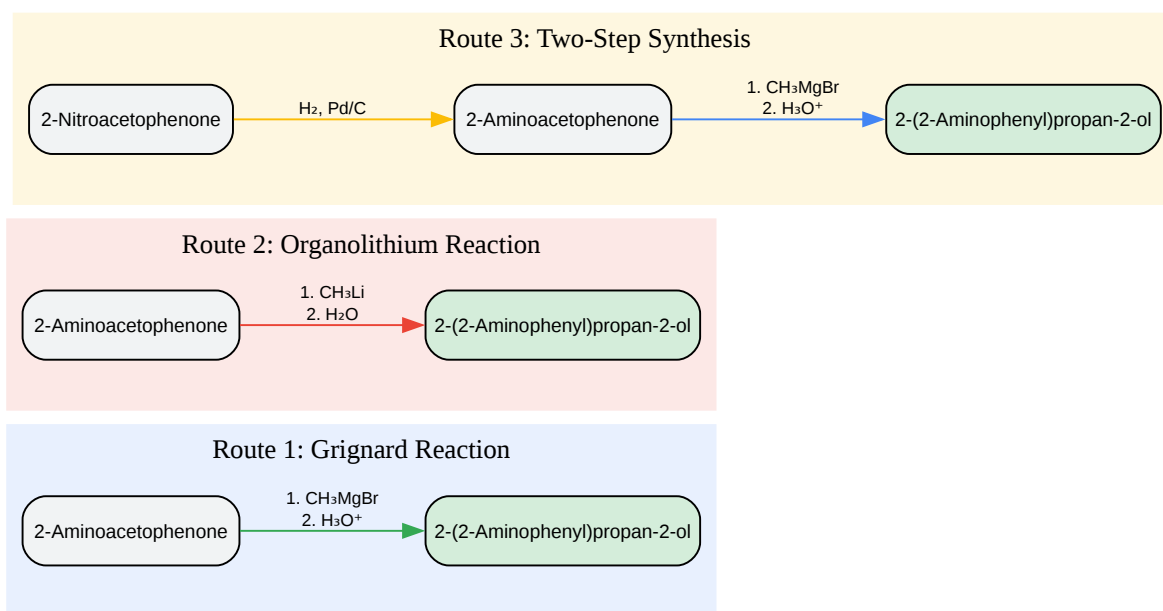 Route 3: Two-Step Synthesis
2-Nitroacetophenone
H₂, Pd/C
2-Aminoacetophenone
1. CH₃MgBr
2. H₃O⁺
2-(2-Aminophenyl)propan-2-ol
Route 2: Organolithium Reaction
2-Aminoacetophenone
1. CH₃Li
2. H₂O
2-(2-Aminophenyl)propan-2-ol
Route 1: Grignard Reaction
2-Aminoacetophenone
1. CH₃MgBr
2. H₃O⁺
2-(2-Aminophenyl)propan-2-ol